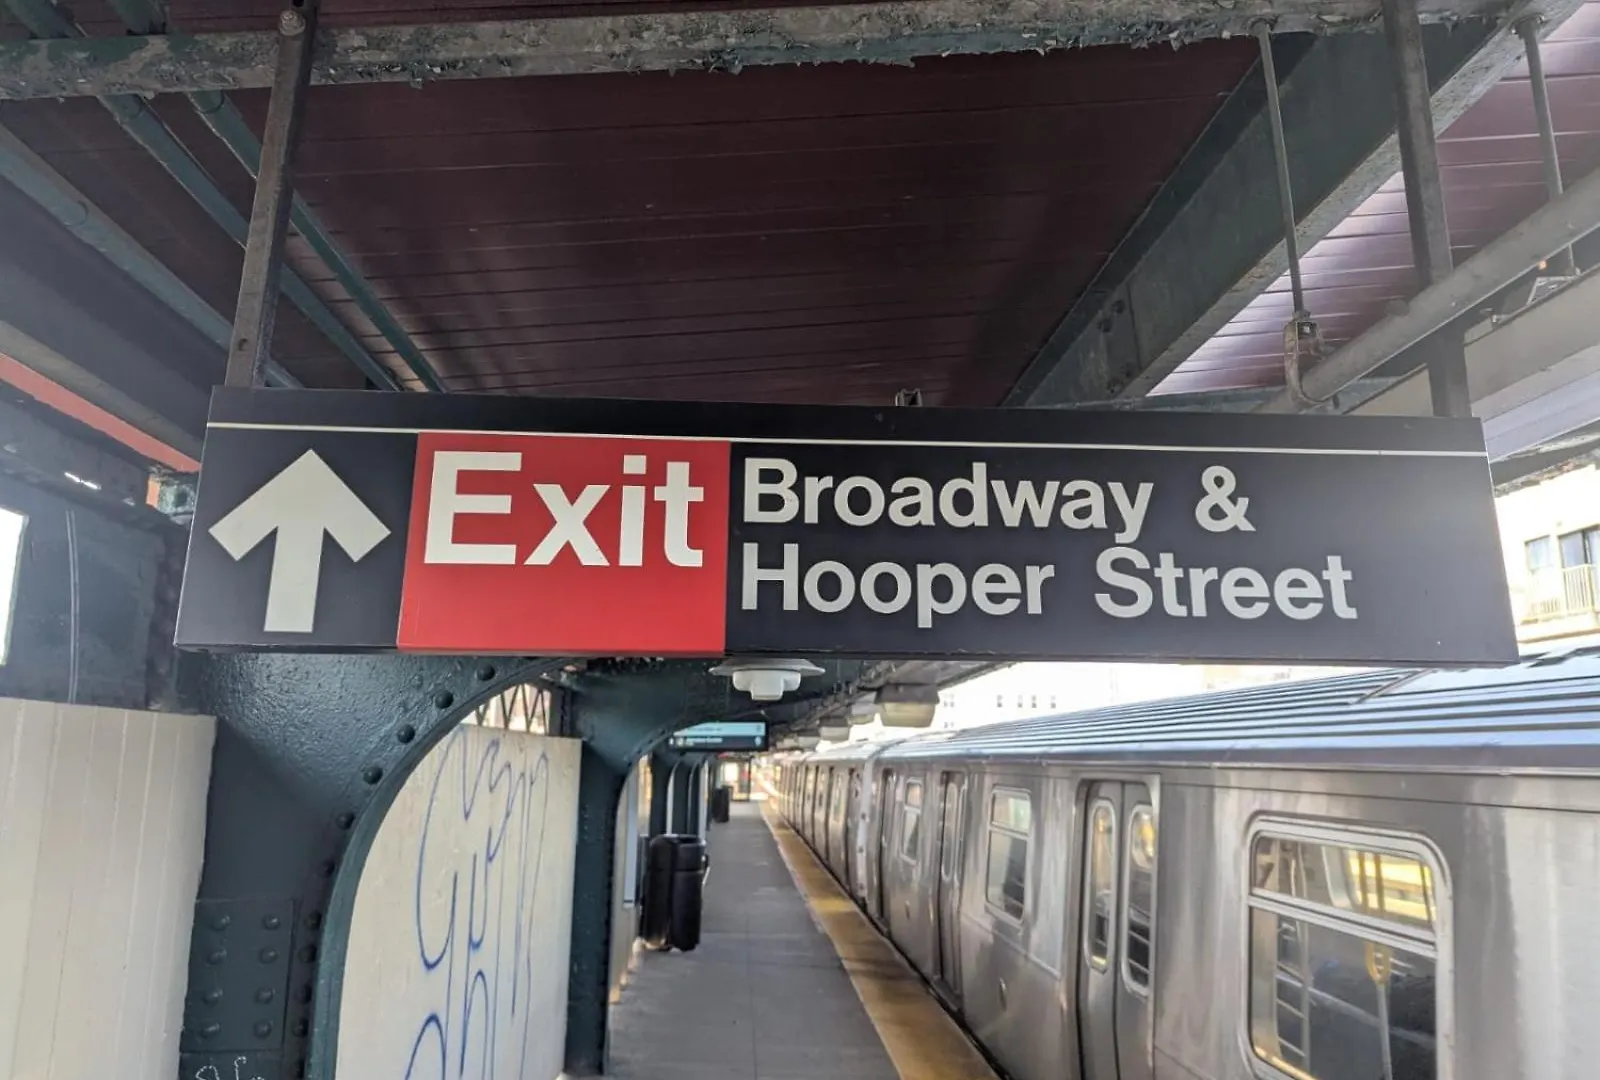 Exit
Broadway &
Hooper Street